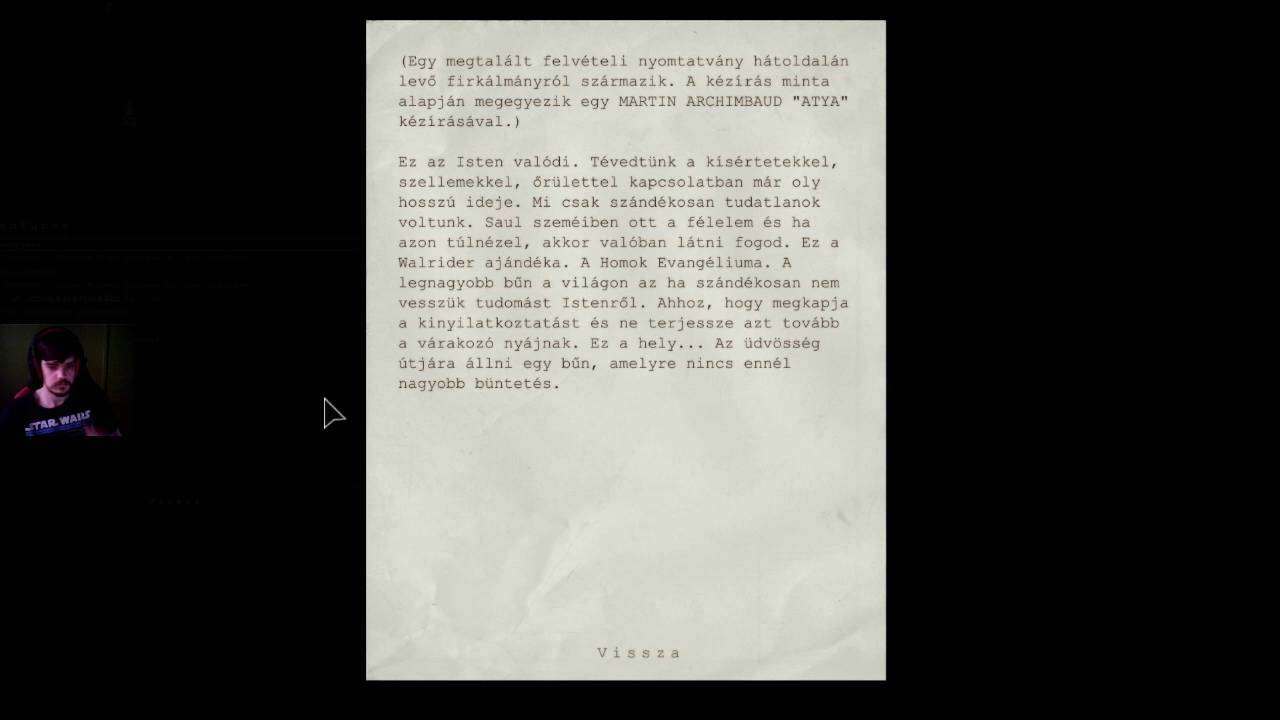 (Egy megtalált felvételi nyomtatvány hátoldalán
levő firkálmányról származik. A kézírás minta
alapján megegyezik egy MARTIN ARCHIMBAUD "ATYA"
kézírásával.)
Ez az Isten valódi. Tévedtünk a kísértetekkel,
szellemekkel, őrülettel kapcsolatban már oly
hosszú ideje. Mi csak szándékosan tudatlanok
voltunk. Saul szeméiben ott a félelem és ha
azon túlnézel, akkor valóban látni fogod. Ez a
Walrider ajándéka. A Homok Evangéliuma. A
legnagyobb bűn a világon az ha szándékosan nem
vesszük tudomást Istenről. Ahhoz, hogy megkapja
a kinyilatkoztatást és ne terjessze azt tovább
a várakozó nyájnak. Ez a hely... Az üdvösség
útjára állni egy bűn, amelyre nincs ennél
nagyobb büntetés.
Vissza
STAR WARS
Vissza